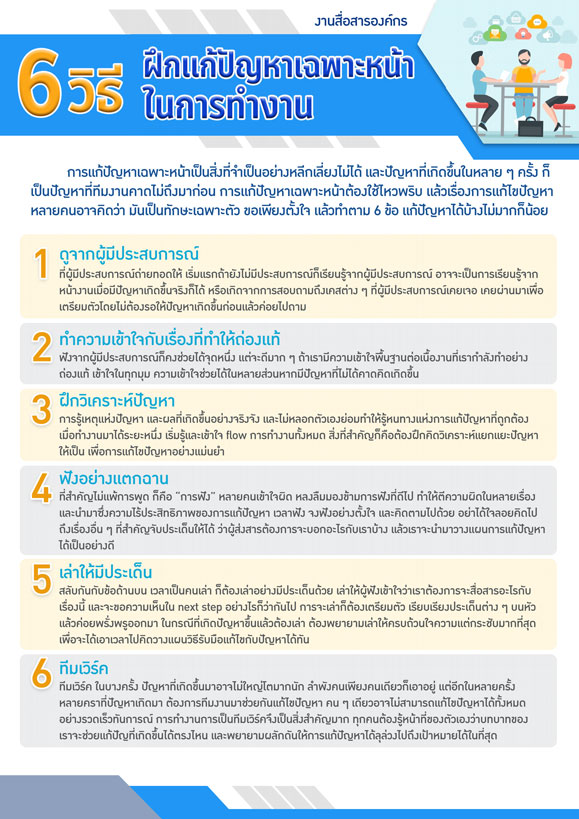 งานสื่อสารองค์กร
6 วิธี
ฝึกแก้ปัญหาเฉพาะหน้า
ในการทำงาน
การแก้ปัญหาเฉพาะหน้าเป็นสิ่งที่จำเป็นอย่างหลีกเลี่ยงไม่ได้ และปัญหาที่เกิดขึ้นในหลาย ๆ ครั้ง ก็
เป็นปัญหาที่ทีมงานคาดไม่ถึงมาก่อน การแก้ปัญหาเฉพาะหน้าต้องใช้ไหวพริบ แล้วเรื่องการแก้ไขปัญหา
หลายคนอาจคิดว่า มันเป็นทักษะเฉพาะตัว ขอเพียงตั้งใจ แล้วทำตาม 6 ข้อ แก้ปัญหาได้บ้างไม่มากก็น้อย
1 ดูจากผู้มีประสบการณ์
ที่ผู้มีประสบการณ์ถ่ายทอดให้ เริ่มแรกถ้ายังไม่มีประสบการณ์ก็เรียนรู้จากผู้มีประสบการณ์ อาจจะเป็นการเรียนรู้จาก
หน้างานเมื่อมีปัญหาเกิดขึ้นจริงก็ได้ หรือเกิดจากการสอบถามถึงเคสต่าง ๆ ที่ผู้มีประสบการณ์เคยเจอ เคยผ่านมาเพื่อ
เตรียมตัวโดยไม่ต้องรอให้ปัญหาเกิดขึ้นก่อนแล้วค่อยไปถาม
2 ทำความเข้าใจกับเรื่องที่ทำให้ถ่องแท้
ฟังจากผู้มีประสบการณ์ก็คงช่วยได้จุดหนึ่ง แต่จะดีมาก ๆ ถ้าเรามีความเข้าใจพื้นฐานต่อเนื้องานที่เรากำลังทำอย่าง
ถ่องแท้ เข้าใจในทุกมุม ความเข้าใจช่วยได้ในหลายส่วนหากมีปัญหาที่ไม่ได้คาดคิดเกิดขึ้น
3 ฝึกวิเคราะห์ปัญหา
การรู้เหตุแห่งปัญหา และผลที่เกิดขึ้นอย่างจริงจัง และไม่หลอกตัวเองย่อมทำให้รู้หนทางแห่งการแก้ปัญหาที่ถูกต้อง
เมื่อทำงานมาได้ระยะหนึ่ง เริ่มรู้และเข้าใจ flow การทำงานทั้งหมด สิ่งที่สำคัญก็คือต้องฝึกคิดวิเคราะห์แยกแยะปัญหา
ให้เป็น เพื่อการแก้ไขปัญหาอย่างแม่นยำ
4 ฟังอย่างแตกฉาน
ที่สำคัญไม่แพ้การพูด ก็คือ "การฟัง" หลายคนเข้าใจผิด หลงลืมมองข้ามการฟังที่ดีไป ทำให้ตีความผิดในหลายเรื่อง
และนำมาซึ่งความไร้ประสิทธิภาพของการแก้ปัญหา เวลาฟัง จงฟังอย่างตั้งใจ และคิดตามไปด้วย อย่าได้ใจลอยคิดไป
ถึงเรื่องอื่น ๆ ที่สำคัญจับประเด็นให้ได้ ว่าผู้ส่งสารต้องการจะบอกอะไรกับเราบ้าง แล้วเราจะนำมาวางแผนการแก้ปัญหา
ได้เป็นอย่างดี
5 เล่าให้มีประเด็น
สลับกันกับข้อด้านบน เวลาเป็นคนเล่า ก็ต้องเล่าอย่างมีประเด็นด้วย เล่าให้ผู้ฟังเข้าใจว่าเราต้องการจะสื่อสารอะไรกับ
เรื่องนี้ และจะขอความเห็นใน next step อย่างไรก็ว่ากันไป การจะเล่าก็ต้องเตรียมตัว เรียบเรียงประเด็นต่าง ๆ บนหัว
แล้วค่อยพรั่งพรูออกมา ในกรณีที่เกิดปัญหาขึ้นแล้วต้องเล่า ต้องพยายามเล่าให้ครบถ้วนใจความแต่กระชับมากที่สุด
เพื่อจะได้เอาเวลาไปคิดวางแผนวิธีรับมือแก้ไขกับปัญหาได้ทัน
6 ทีมเวิร์ค
ทีมเวิร์ค ในบางครั้ง ปัญหาที่เกิดขึ้นมาอาจไม่ใหญ่โตมากนัก ลำพังคนเพียงคนเดียวก็เอาอยู่ แต่อีกในหลายครั้ง
หลายคราที่ปัญหาเกิดมา ต้องการทีมงานมาช่วยกันแก้ไขปัญหา คน ๆ เดียวอาจไม่สามารถแก้ไขปัญหาได้ทั้งหมด
อย่างรวดเร็วทันการณ์ การทำงานการเป็นทีมเวิร์คจึงเป็นสิ่งสำคัญมาก ทุกคนต้องรู้หน้าที่ของตัวเองว่าบทบาทของ
เราจะช่วยแก้ปัญที่เกิดขึ้นได้ตรงไหน และพยายามผลักดันให้การแก้ปัญหาได้ลุล่วงไปถึงเป้าหมายได้ในที่สุด